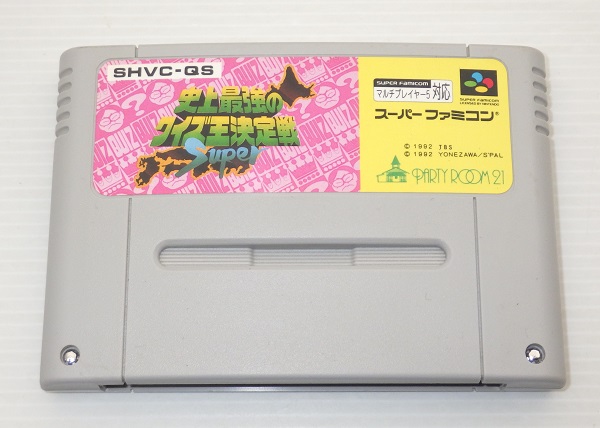 SHVC-QS
史上最強の
クイズ王決定戦
Super
SUPER FAMICOM
マルチプレイヤー5 対応
SUPER FAMICOM
LICENSED BY NINTENDO
スーパーファミコン®
© 1992 TBS
© 1992 YONEZAWA/S'PAL
PARTY ROOM 21